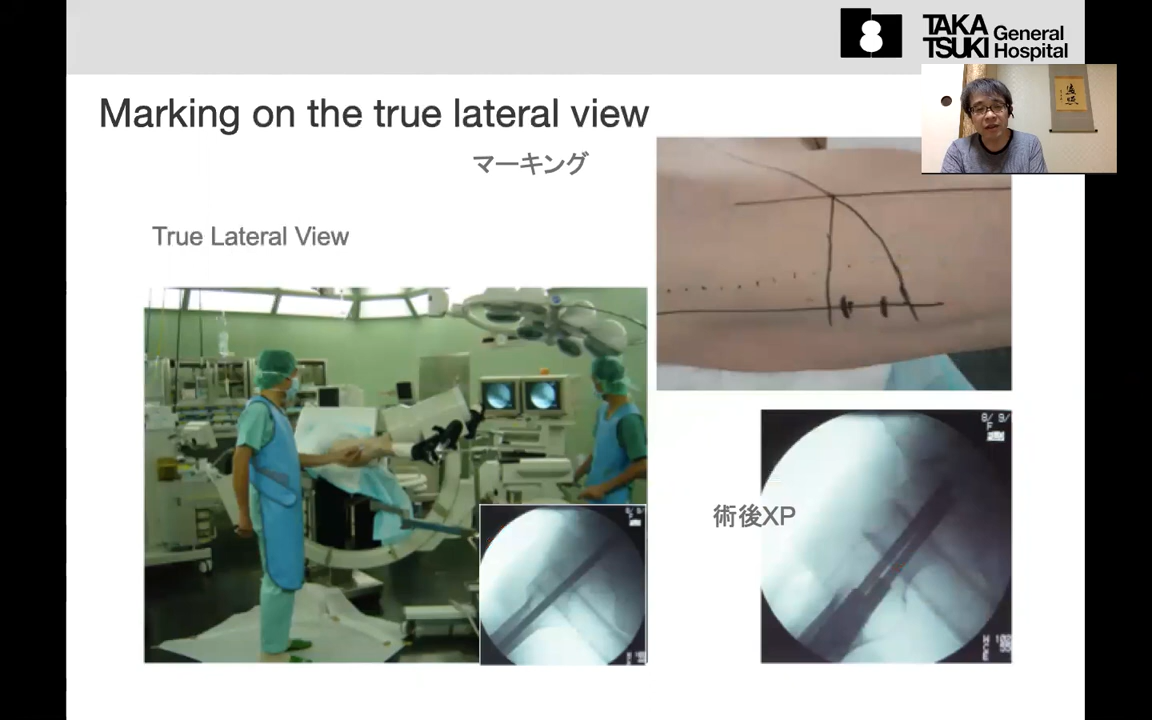 TAKA
TSUKI General
Hospital
Marking on the true lateral view
マーキング
True Lateral View
術後XP